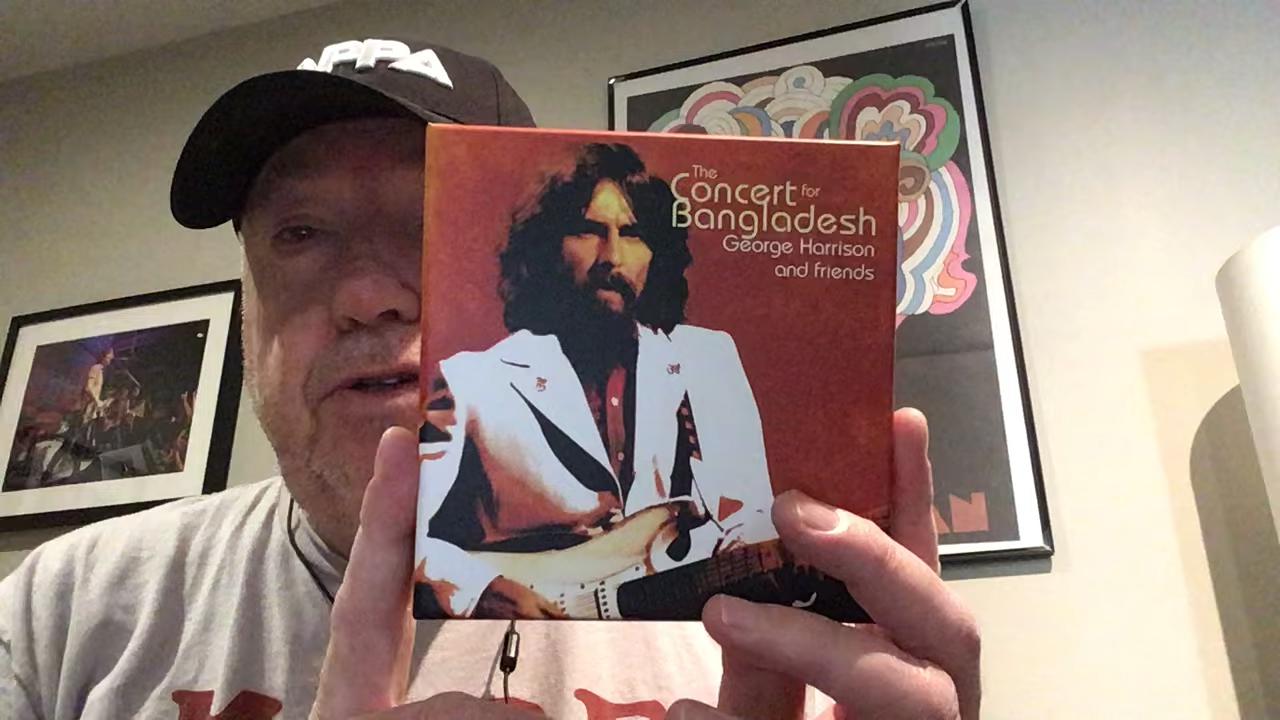 The
Concert for
Bangladesh
George Harrison
and friends